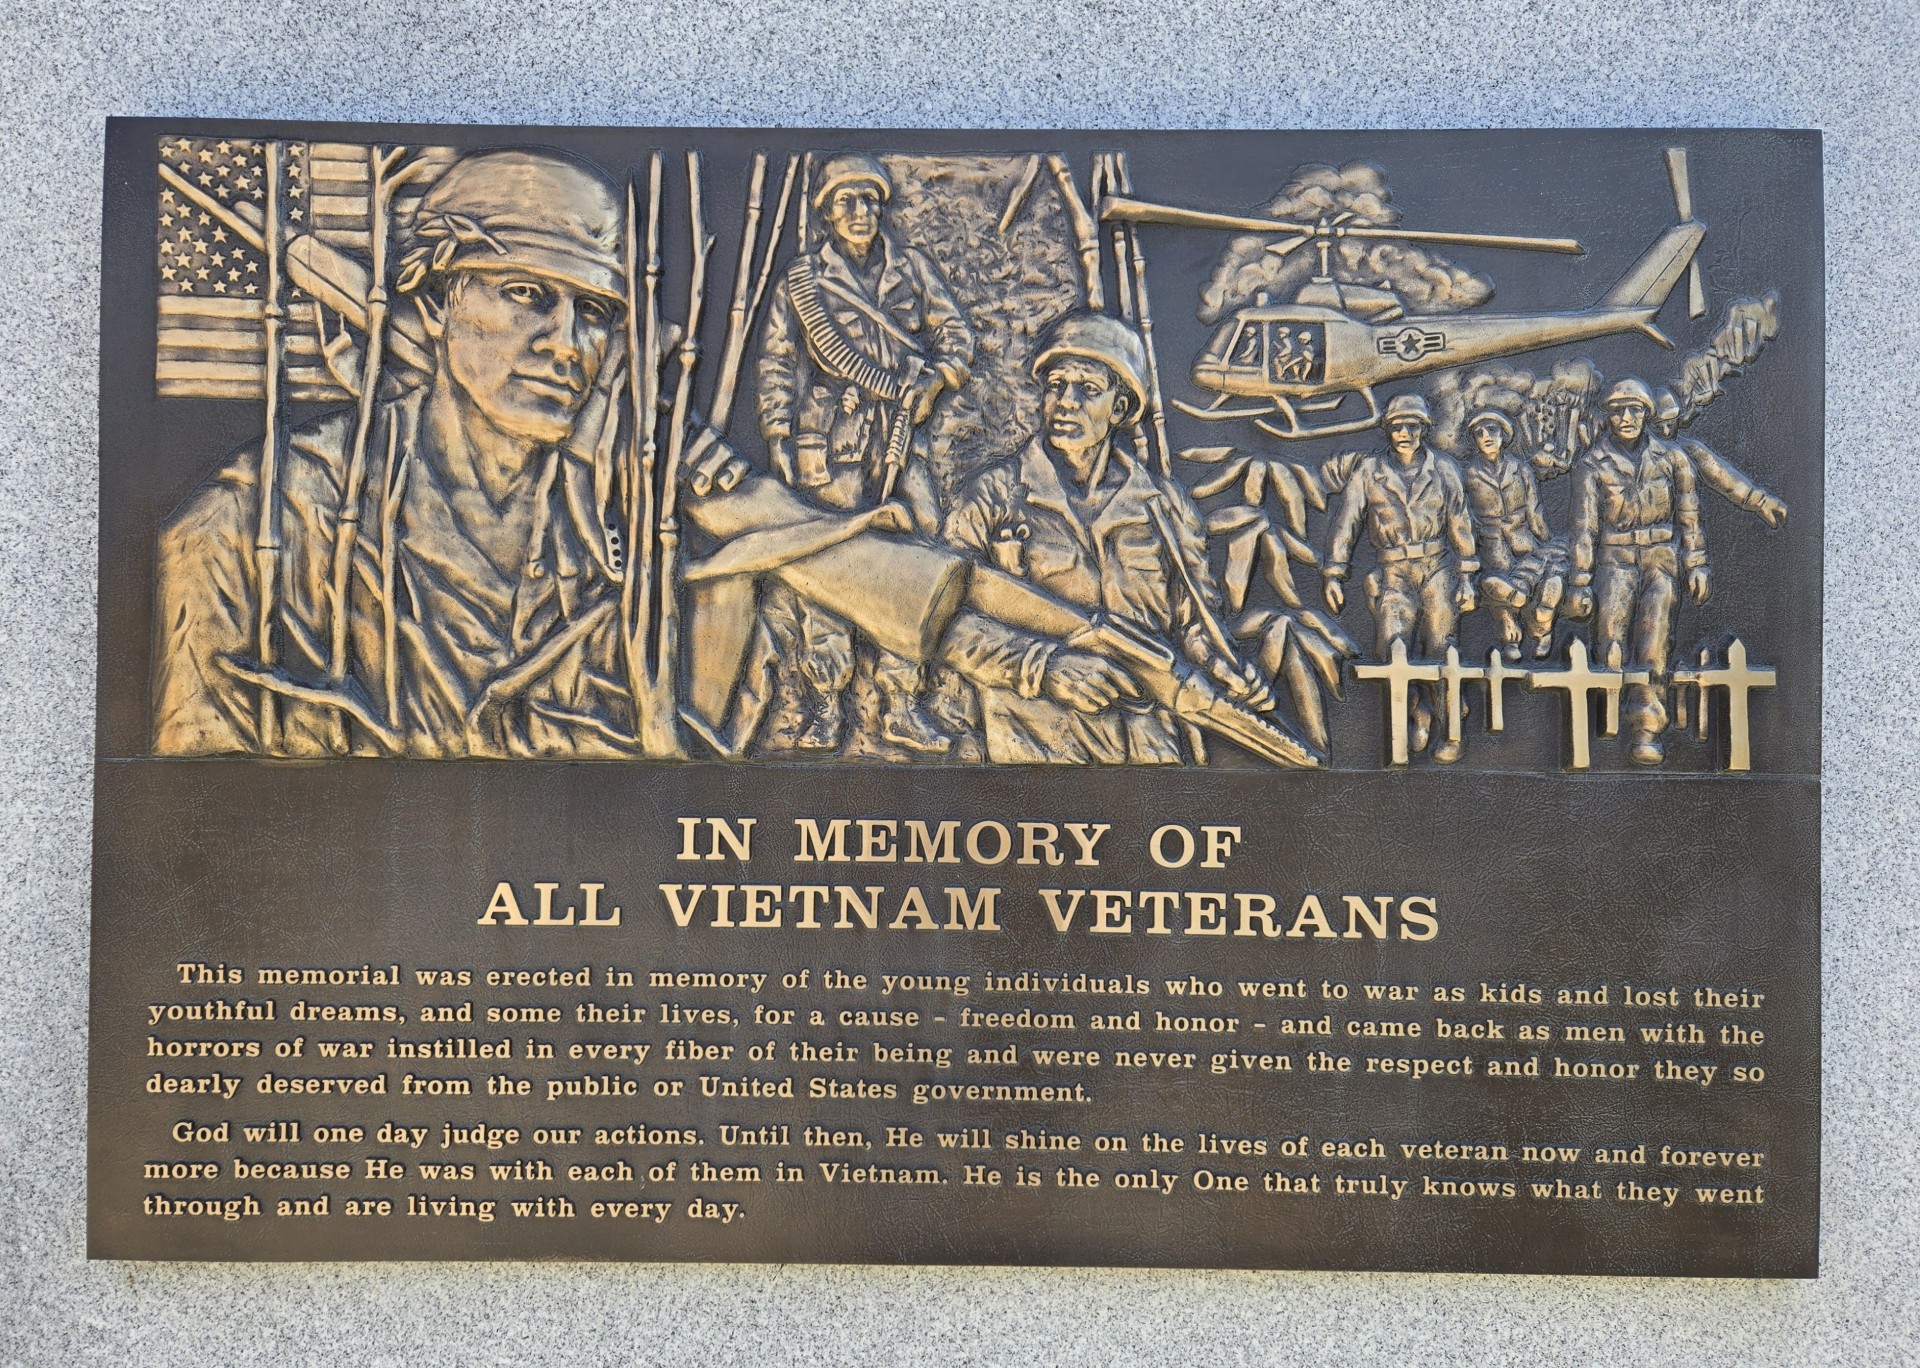 IN MEMORY OF
ALL VIETNAM VETERANS
This memorial was erected in memory of the young individuals who went to war as kids and lost their
youthful dreams, and some their lives, for a cause - freedom and honor - and came back as men with the
horrors of war instilled in every fiber of their being and were never given the respect and honor they so
dearly deserved from the public or United States government.
God will one day judge our actions. Until then, He will shine on the lives of each veteran now and forever
more because He was with each of them in Vietnam. He is the only One that truly knows what they went
through and are living with every day.